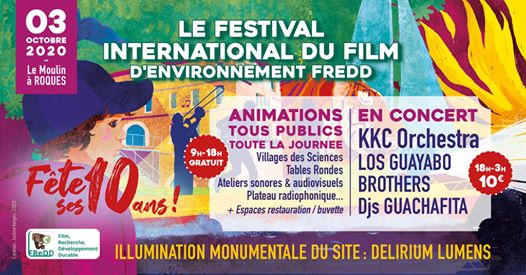 03
OCTOBRE
2020
Le Moulin
à ROQUES
LE FESTIVAL
INTERNATIONAL DU FILM
D'ENVIRONNEMENT FREDD
ANIMATIONS
TOUS PUBLICS
TOUTE LA JOURNEE
Villages des Sciences
Tables Rondes
Ateliers sonores & audiovisuels
Plateau radiophonique...
+ Espaces restauration / buvette
9H-18H
GRATUIT
EN CONCERT
KKC Orchestra
LOS GUAYABO
BROTHERS
Djs GUACHAFITA
18H-3H
10€
Fête
ses 10 ans !
FReDD
Film,
Recherche,
Développement
Durable
ILLUMINATION MONUMENTALE DU SITE : DELIRIUM LUMENS